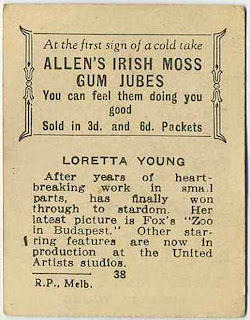 At the first sign of a cold take
ALLEN'S IRISH MOSS
GUM JUBES
You can feel them doing you
good
Sold in 3d. and 6d. Packets
LORETTA YOUNG
After years of heart-
breaking work in small
parts, has finally won
through to stardom. Her
latest picture is Fox's "Zoo
in Budapest." Other star-
ring features are now in
production at the United
Artists studios.
38
R.P., Melb.